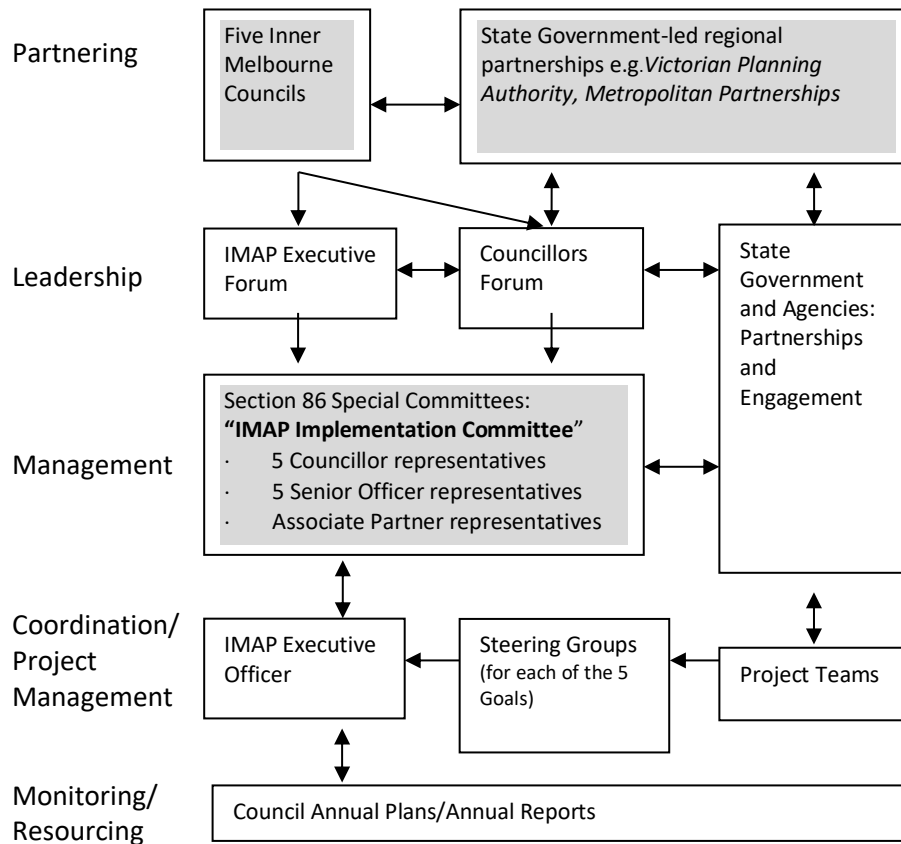 Partnering
Five Inner
Melbourne
Councils
State Government-led regional
partnerships e.g.Victorian Planning
Authority, Metropolitan Partnerships
Leadership
IMAP Executive
Forum
Councillors
Forum
State
Government
and Agencies:
Partnerships
and
Engagement
Management
Section 86 Special Committees:
“IMAP Implementation Committee”
· 5 Councillor representatives
· 5 Senior Officer representatives
· Associate Partner representatives
Coordination/
Project
Management
IMAP Executive
Officer
Steering Groups
(for each of the 5
Goals)
Project Teams
Monitoring/
Resourcing
Council Annual Plans/Annual Reports